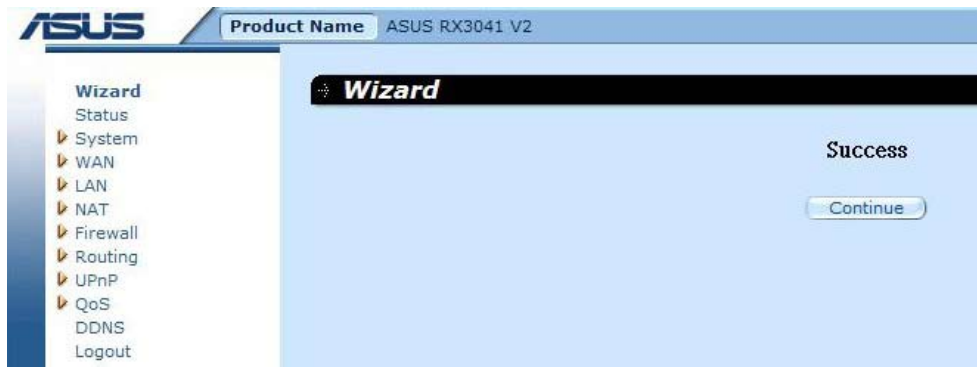 ASUS Product Name ASUS RX3041 V2
Wizard
Status
System
WAN
LAN
NAT
Firewall
Routing
UPnP
QoS
DDNS
Logout
Wizard
Success
Continue